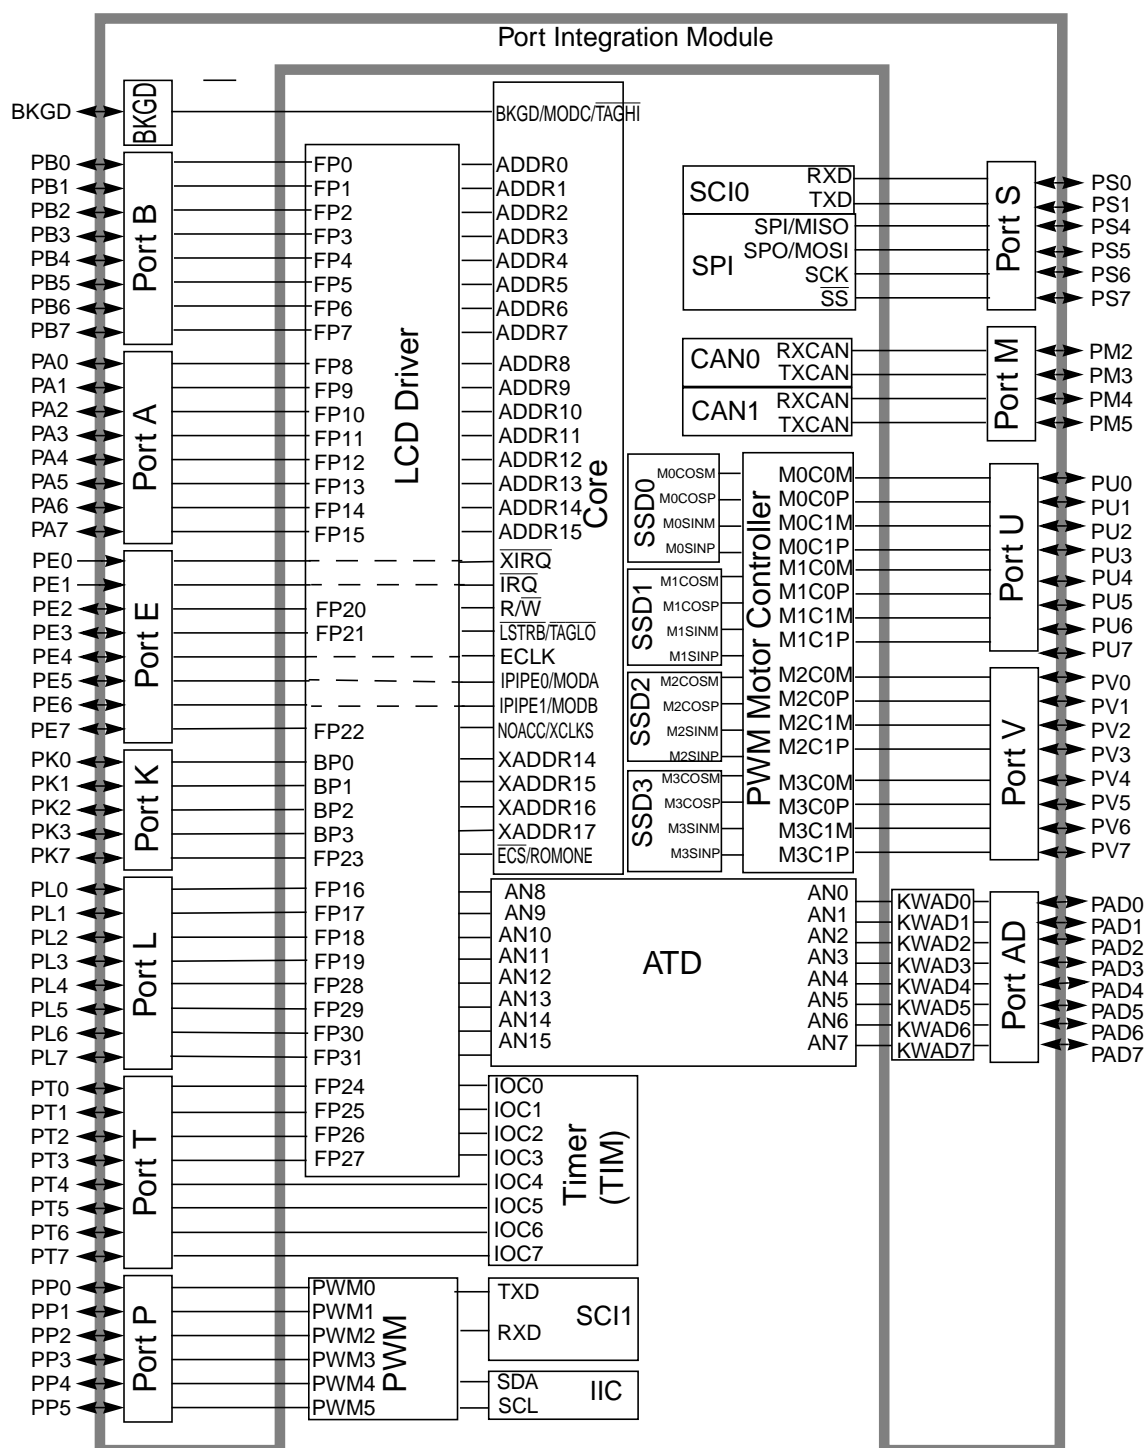 Port Integration Module
BKGD
BKGD
BKGD/MODC/TAGHI
PB0
PB1
PB2
PB3
PB4
PB5
PB6
PB7
Port B
FP0
FP1
FP2
FP3
FP4
FP5
FP6
FP7
ADDR0
ADDR1
ADDR2
ADDR3
ADDR4
ADDR5
ADDR6
ADDR7
PA0
PA1
PA2
PA3
PA4
PA5
PA6
PA7
Port A
FP8
FP9
FP10
FP11
FP12
FP13
FP14
FP15
LCD Driver
ADDR8
ADDR9
ADDR10
ADDR11
ADDR12
ADDR13
ADDR14
ADDR15
Core
PE0
PE1
PE2
PE3
PE4
PE5
PE6
PE7
Port E
FP20
FP21
FP22
XIRQ
IRQ
R/W
LSTRB/TAGLO
ECLK
IPIPE0/MODA
IPIPE1/MODB
NOACC/XCLKS
PK0
PK1
PK2
PK3
PK7
Port K
BP0
BP1
BP2
BP3
FP23
XADDR14
XADDR15
XADDR16
XADDR17
ECS/ROMONE
PL0
PL1
PL2
PL3
PL4
PL5
PL6
PL7
Port L
FP16
FP17
FP18
FP19
FP28
FP29
FP30
FP31
AN8
AN9
AN10
AN11
AN12
AN13
AN14
AN15
ATD
AN0
AN1
AN2
AN3
AN4
AN5
AN6
AN7
KWAD0
KWAD1
KWAD2
KWAD3
KWAD4
KWAD5
KWAD6
KWAD7
Port AD
PAD0
PAD1
PAD2
PAD3
PAD4
PAD5
PAD6
PAD7
PT0
PT1
PT2
PT3
PT4
PT5
PT6
PT7
Port T
FP24
FP25
FP26
FP27
IOC0
IOC1
IOC2
IOC3
IOC4
IOC5
IOC6
IOC7
Timer
(TIM)
PP0
PP1
PP2
PP3
PP4
PP5
Port P
PWM0
PWM1
PWM2
PWM3
PWM4
PWM5
PWM
TXD
RXD
SCI1
SDA
SCL
IIC
SCI0
RXD
TXD
SPI
SPI/MISO
SPO/MOSI
SCK
SS
Port S
PS0
PS1
PS4
PS5
PS6
PS7
CAN0
RXCAN
TXCAN
CAN1
RXCAN
TXCAN
Port M
PM2
PM3
PM4
PM5
SSD0
M0COSM
M0COSP
M0SINM
M0SINP
SSD1
M1COSM
M1COSP
M1SINM
M1SINP
SSD2
M2COSM
M2COSP
M2SINM
M2SINP
SSD3
M3COSM
M3COSP
M3SINM
M3SINP
PWM Motor Controller
M0C0M
M0C0P
M0C1M
M0C1P
M1C0M
M1C0P
M1C1M
M1C1P
M2C0M
M2C0P
M2C1M
M2C1P
M3C0M
M3C0P
M3C1M
M3C1P
Port U
PU0
PU1
PU2
PU3
PU4
PU5
PU6
PU7
Port V
PV0
PV1
PV2
PV3
PV4
PV5
PV6
PV7